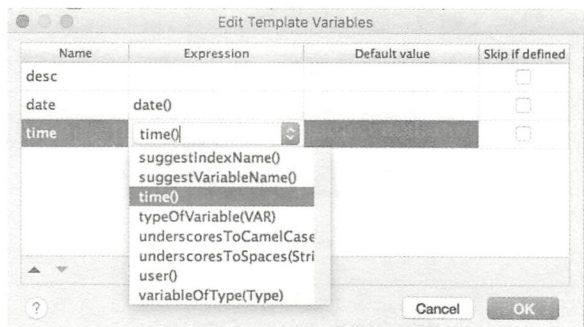 Edit Template Variables
Name Expression Default value Skip if defined
desc
date date()
time time()
suggestIndexName()
suggestVariableName()
time()
typeOfVariable(VAR)
underscoresToCamelCase
underscoresToSpaces(Stri
user()
variableOfType(Type)
? Cancel OK